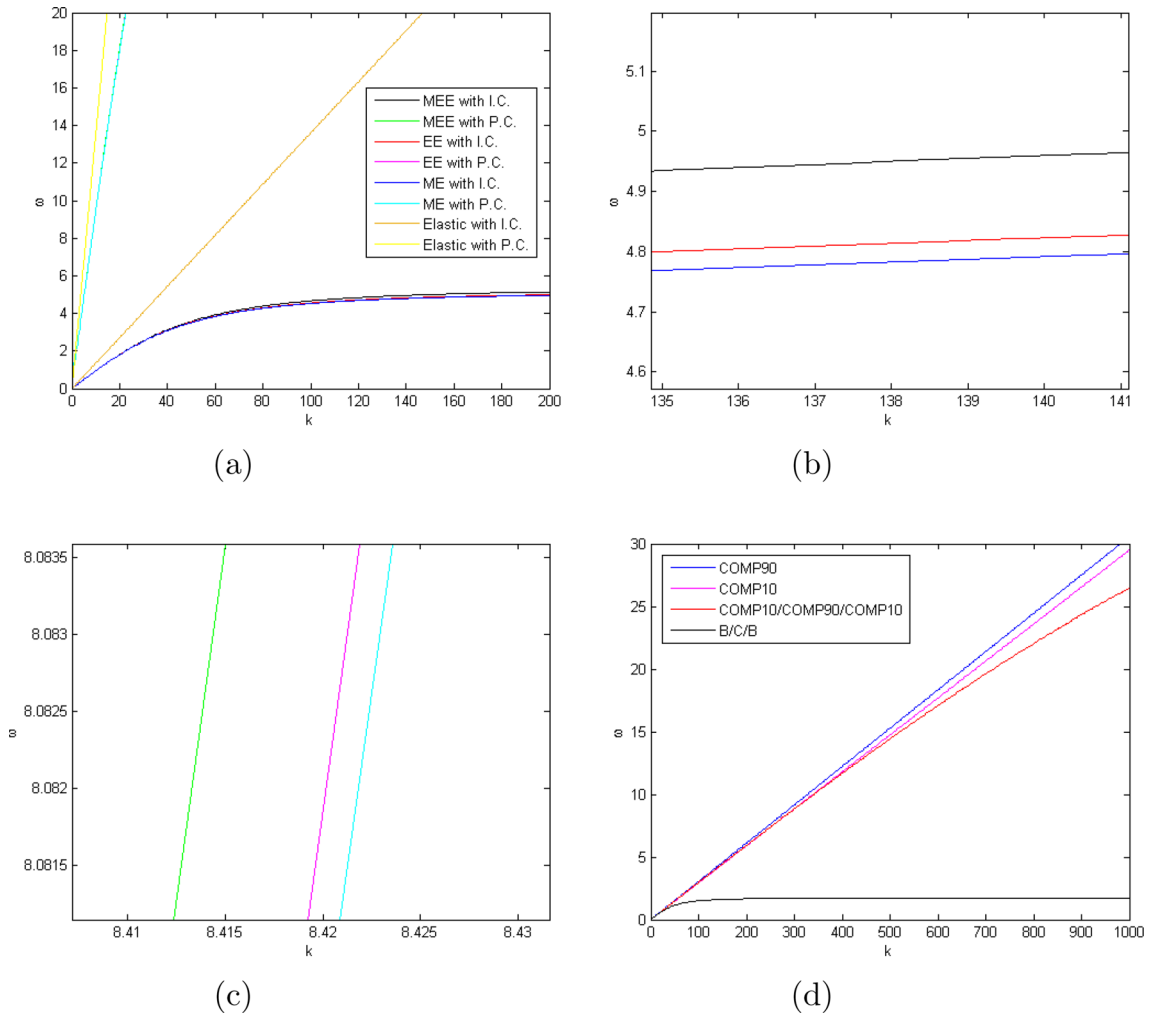 20
18
16
14
12
10
8
6
4
2
0
ω
0 20 40 60 80 100 120 140 160 180 200
k
MEE with I.C.
MEE with P.C.
EE with I.C.
EE with P.C.
ME with I.C.
ME with P.C.
Elastic with I.C.
Elastic with P.C.
(a)
5.1
5
4.9
4.8
4.7
4.6
ω
135 136 137 138 139 140 141
k
(b)
8.0835
8.083
8.0825
8.082
8.0815
ω
8.41 8.415 8.42 8.425 8.43
k
(c)
30
25
20
15
10
5
0
ω
0 100 200 300 400 500 600 700 800 900 1000
k
COMP90
COMP10
COMP10/COMP90/COMP10
B/C/B
(d)